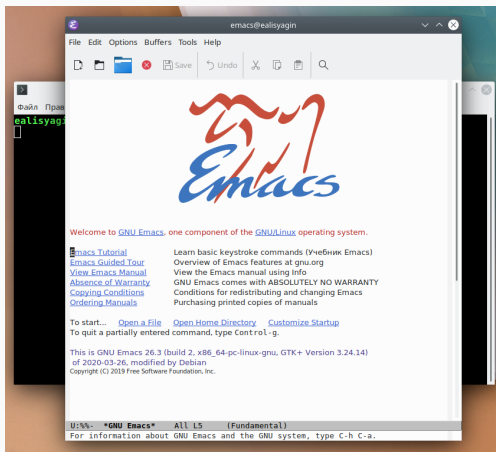 emacs@ealisyagin
File Edit Options Buffers Tools Help
Save Undo
Файл Прав
ealisyagi
Emacs
Welcome to GNU Emacs, one component of the GNU/Linux operating system.
Emacs Tutorial Learn basic keystroke commands (Учебник Emacs)
Emacs Guided Tour Overview of Emacs features at gnu.org
View Emacs Manual View the Emacs manual using Info
Absence of Warranty GNU Emacs comes with ABSOLUTELY NO WARRANTY
Copying Conditions Conditions for redistributing and changing Emacs
Ordering Manuals Purchasing printed copies of manuals
To start... Open a File Open Home Directory Customize Startup
To quit a partially entered command, type Control-g.
This is GNU Emacs 26.3 (build 2, x86_64-pc-linux-gnu, GTK+ Version 3.24.14)
of 2020-03-26, modified by Debian
Copyright (C) 2019 Free Software Foundation, Inc.
U:%%- *GNU Emacs* All L5 (Fundamental)
For information about GNU Emacs and the GNU system, type C-h C-a.